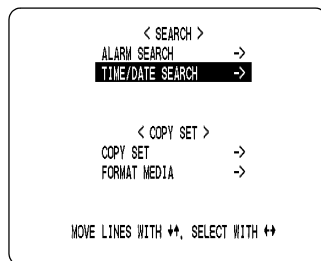 < SEARCH >
ALARM SEARCH ->
TIME/DATE SEARCH ->
< COPY SET >
COPY SET ->
FORMAT MEDIA ->
MOVE LINES WITH ↓↑, SELECT WITH ←→